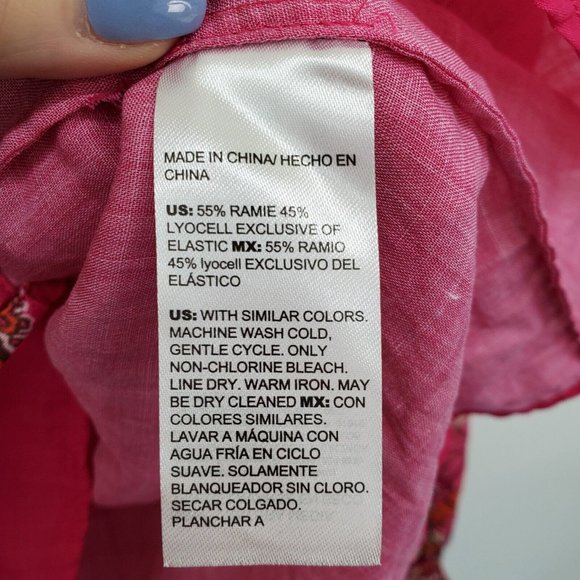 MADE IN CHINA/ HECHO EN
CHINA
US: 55% RAMIE 45%
LYOCELL EXCLUSIVE OF
ELASTIC MX: 55% RAMIO
45% lyocell EXCLUSIVO DEL
ELÁSTICO
US: WITH SIMILAR COLORS.
MACHINE WASH COLD,
GENTLE CYCLE. ONLY
NON-CHLORINE BLEACH.
LINE DRY. WARM IRON. MAY
BE DRY CLEANED MX: CON
COLORES SIMILARES.
LAVAR A MÁQUINA CON
AGUA FRÍA EN CICLO
SUAVE. SOLAMENTE
BLANQUEADOR SIN CLORO.
SECAR COLGADO.
PLANCHAR A